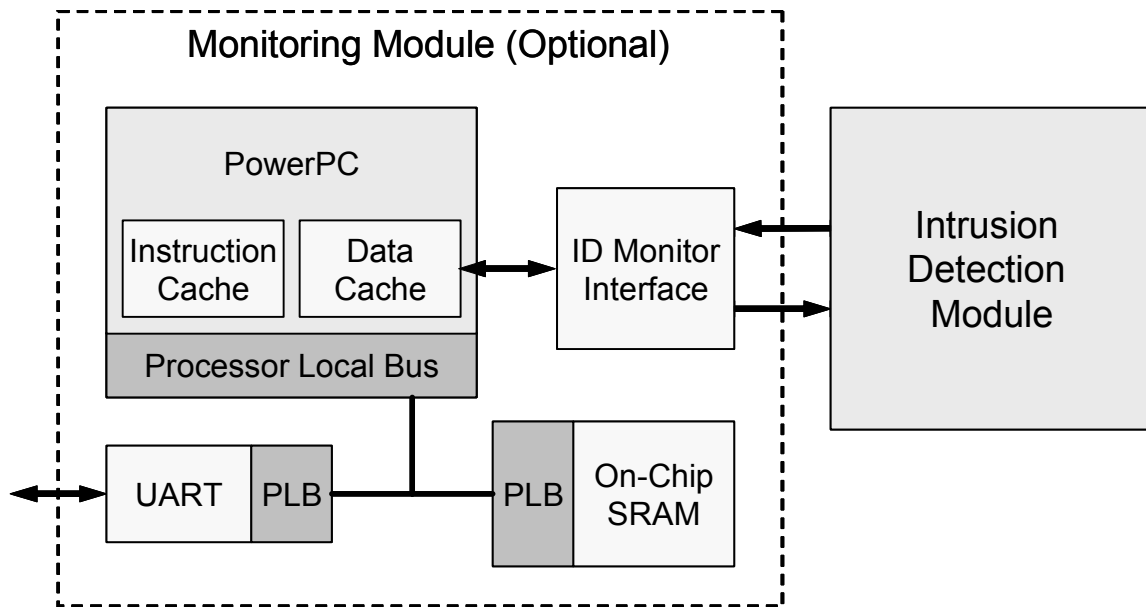 Monitoring Module (Optional)
PowerPC
Instruction
Cache
Data
Cache
Processor Local Bus
ID Monitor
Interface
Intrusion
Detection
Module
UART
PLB
PLB
On-Chip
SRAM